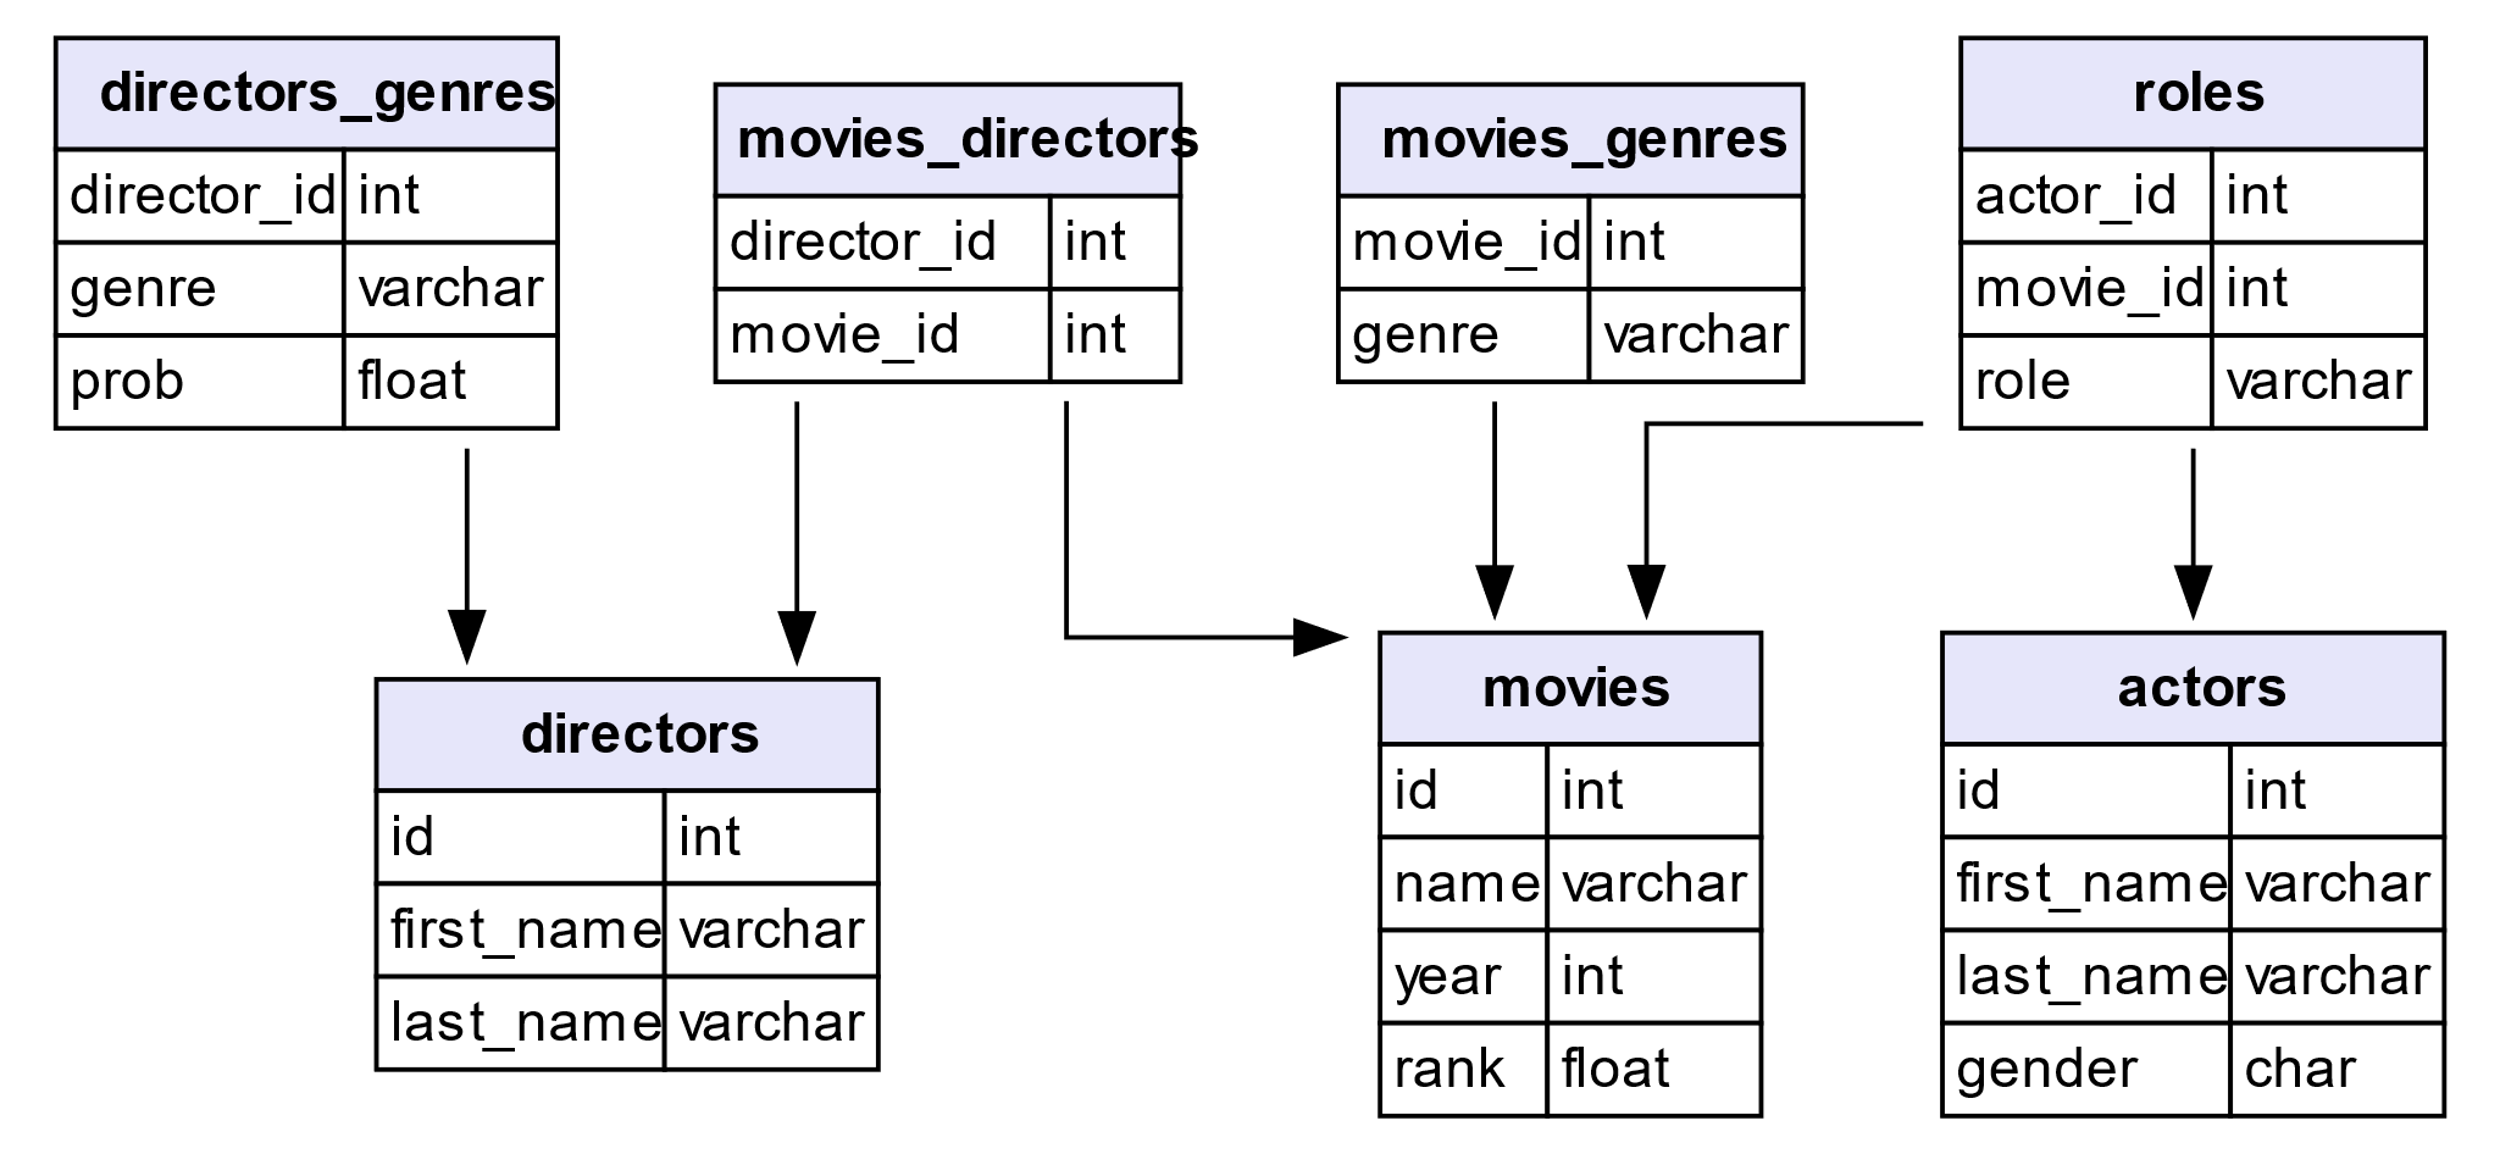 directors_genres
director_id int
genre varchar
prob float
movies_directors
director_id int
movie_id int
movies_genres
movie_id int
genre varchar
roles
actor_id int
movie_id int
role varchar
directors
id int
first_name varchar
last_name varchar
movies
id int
name varchar
year int
rank float
actors
id int
first_name varchar
last_name varchar
gender char